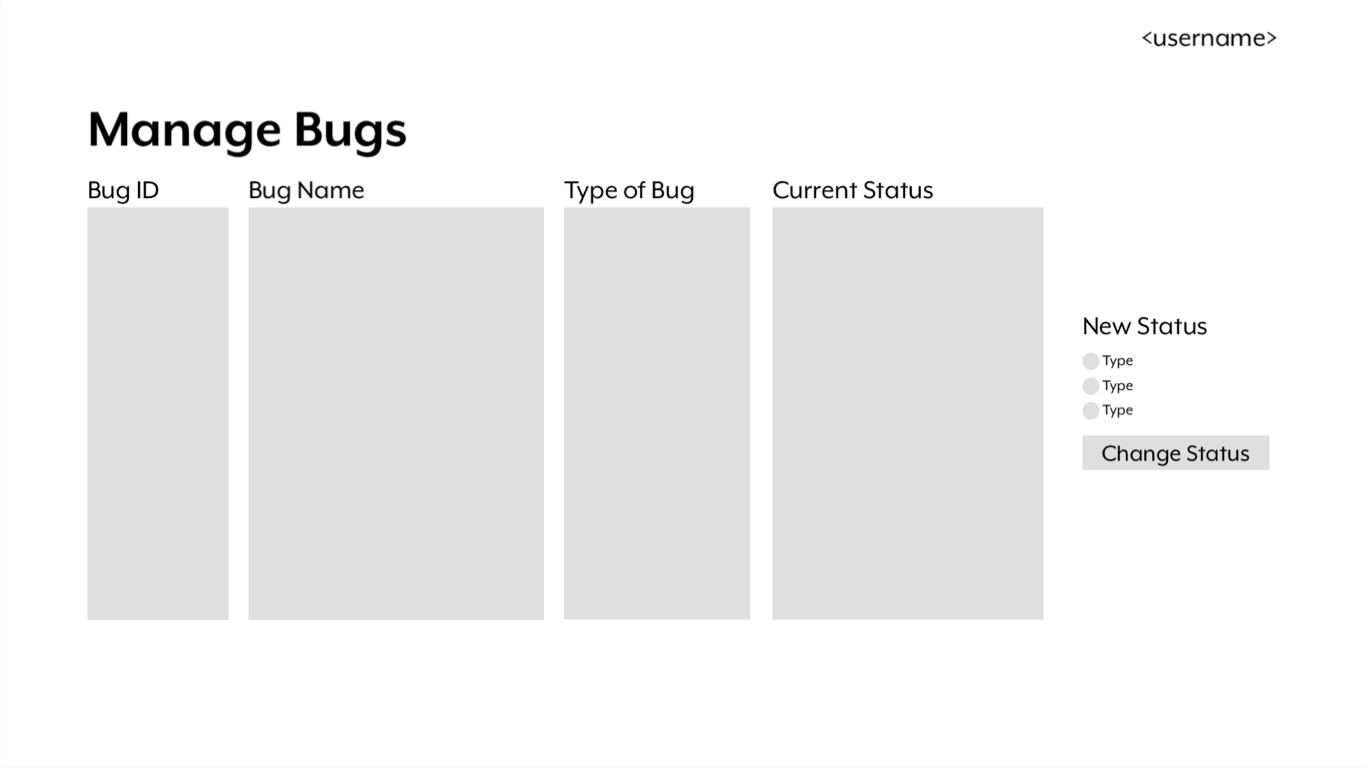 <username>
Manage Bugs
Bug ID
Bug Name
Type of Bug
Current Status
New Status
Type
Type
Type
Change Status